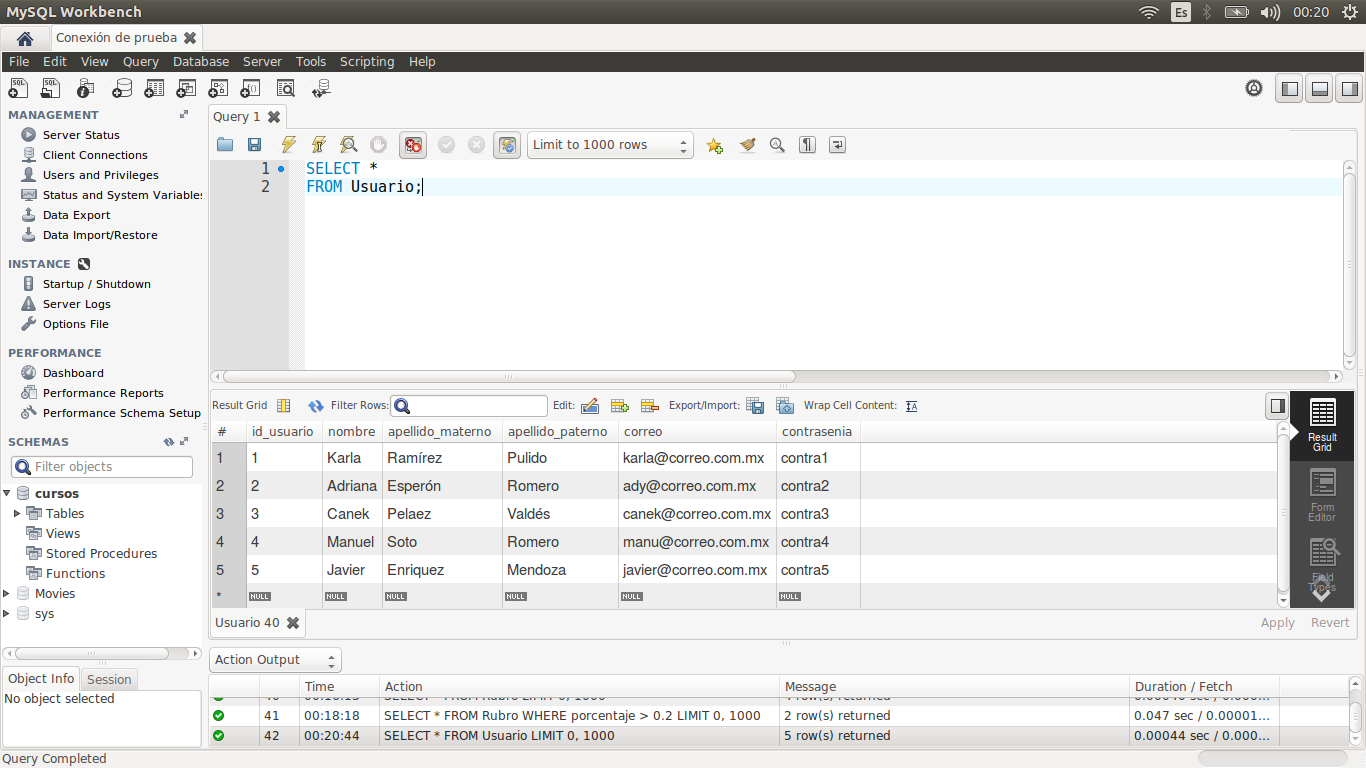 MySQL Workbench
Es
00:20
Conexión de prueba
File Edit View Query Database Server Tools Scripting Help
MANAGEMENT
Server Status
Client Connections
Users and Privileges
Status and System Variable
Data Export
Data Import/Restore
INSTANCE
Startup / Shutdown
Server Logs
Options File
PERFORMANCE
Dashboard
Performance Reports
Performance Schema Setup
SCHEMAS
Filter objects
cursos
Tables
Views
Stored Procedures
Functions
Movies
sys
Object Info Session
No object selected
Query 1
Limit to 1000 rows
1 SELECT *
2 FROM Usuario;
Result Grid Filter Rows: Edit: Export/Import: Wrap Cell Content:
# id_usuario nombre apellido_materno apellido_paterno correo contrasenia
1 1 Karla Ramírez Pulido karla@correo.com.mx contra1
2 2 Adriana Esperón Romero ady@correo.com.mx contra2
3 3 Canek Pelaez Valdés canek@correo.com.mx contra3
4 4 Manuel Soto Romero manu@correo.com.mx contra4
5 5 Javier Enriquez Mendoza javier@correo.com.mx contra5
* NULL NULL NULL NULL NULL NULL
Result
Grid
Form
Editor
Field
Types
Usuario 40
Apply Revert
Action Output
Time Action Message Duration / Fetch
41 00:18:18 SELECT * FROM Rubro WHERE porcentaje > 0.2 LIMIT 0, 1000 2 row(s) returned 0.047 sec / 0.00001...
42 00:20:44 SELECT * FROM Usuario LIMIT 0, 1000 5 row(s) returned 0.00044 sec / 0.000...
Query Completed